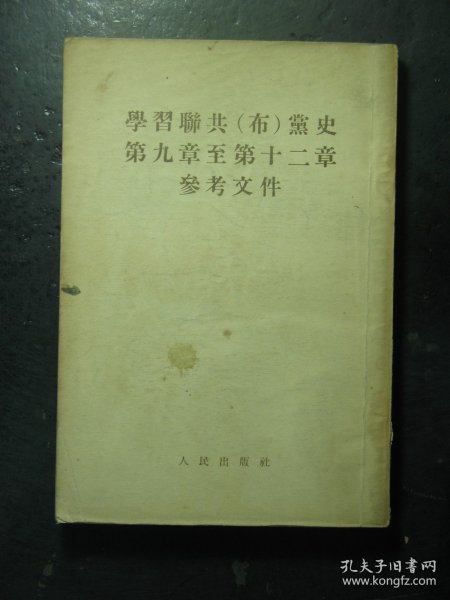 學習聯共（布）黨史
第九章至第十二章
參考文件
人民出版社
孔夫子旧书网
www.kongfz.com